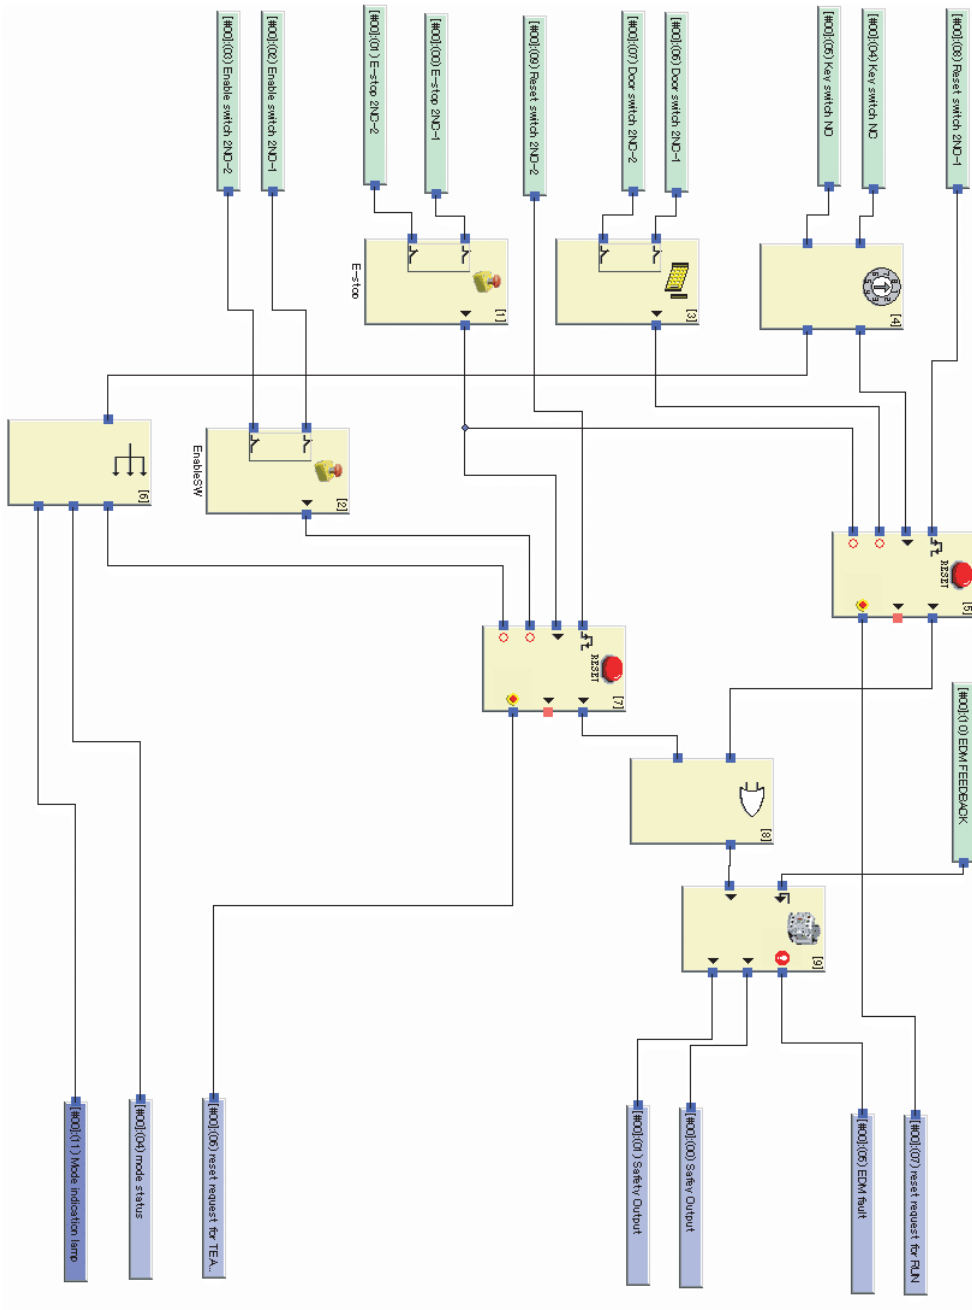 [#00]:(08) Reset switch 2NO-1
[#00]:(04) Key switch NO
[#00]:(05) Key switch NO
[#00]:(06) Door switch 2NO-1
[#00]:(07) Door switch 2NO-2
[#00]:(09) Reset switch 2NO-2
[#00]:(00) E-stop 2NO-1
[#00]:(01) E-stop 2NO-2
[#00]:(02) Enable switch 2NO-1
[#00]:(03) Enable switch 2NO-2
[4]
[3]
[1]
E-stop
[2]
EnableSW
[6]
[5]
RESET
[7]
RESET
[#00]:(10) EDM FEEDBACK
[8]
[9]
[#00]:(07) reset request for RUN
[#00]:(05) EDM fault
[#00]:(00) Saftey Output
[#00]:(01) Safety Output
[#00]:(06) reset request for TEA..
[#00]:(04) mode status
[#00]:(11) Mode indication lamp